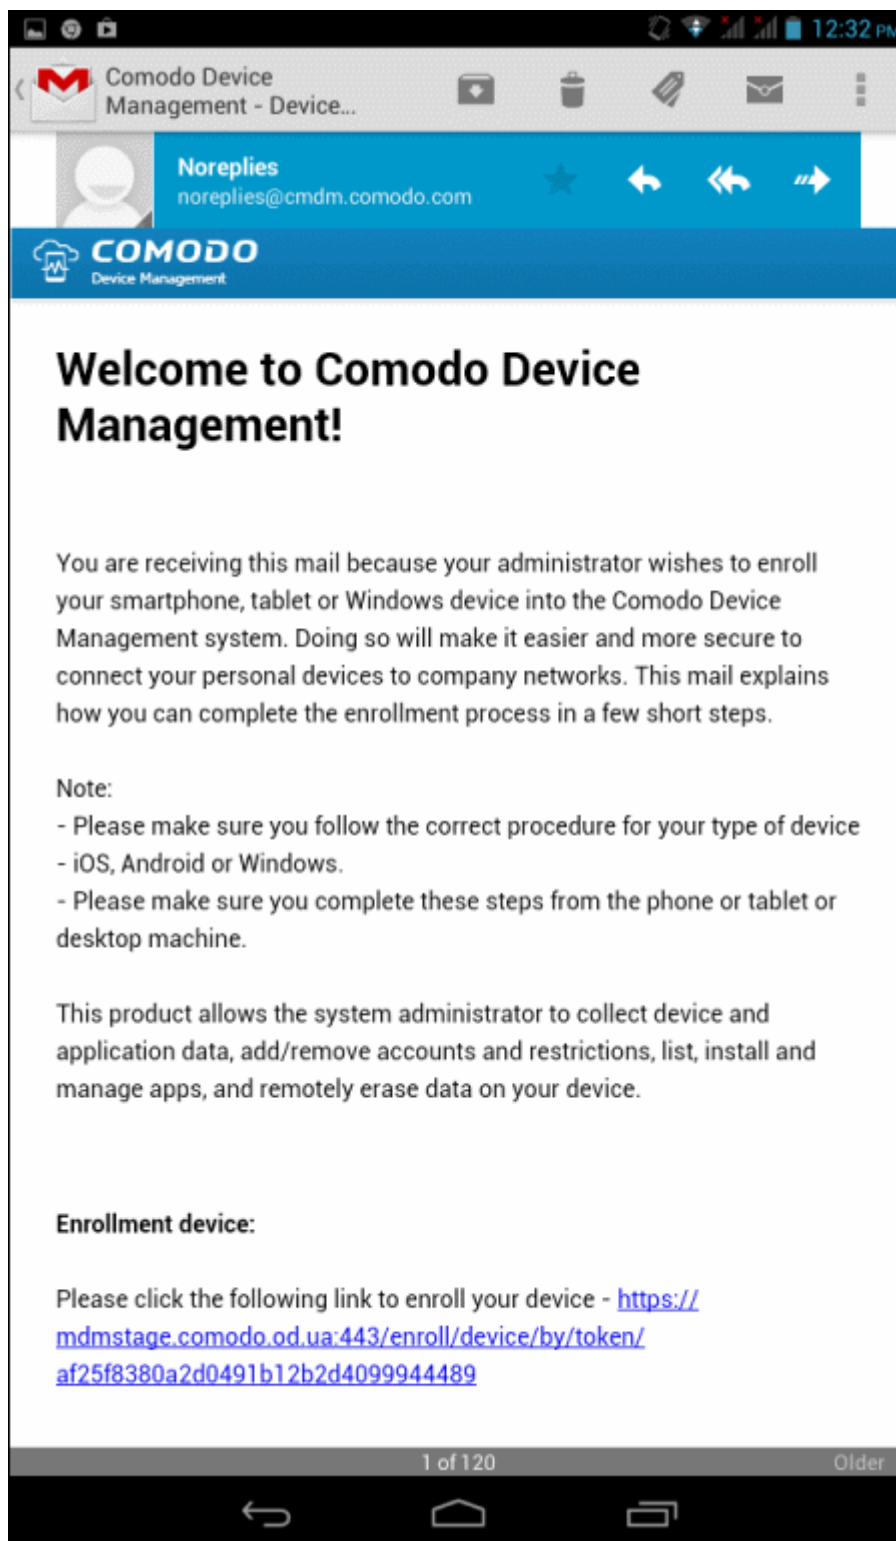 12:32 PM
Comodo Device
Management - Device...
Noreplies
noreplies@cmdm.comodo.com
COMODO
Device Management
Welcome to Comodo Device
Management!
You are receiving this mail because your administrator wishes to enroll
your smartphone, tablet or Windows device into the Comodo Device
Management system. Doing so will make it easier and more secure to
connect your personal devices to company networks. This mail explains
how you can complete the enrollment process in a few short steps.
Note:
- Please make sure you follow the correct procedure for your type of device
- iOS, Android or Windows.
- Please make sure you complete these steps from the phone or tablet or
desktop machine.
This product allows the system administrator to collect device and
application data, add/remove accounts and restrictions, list, install and
manage apps, and remotely erase data on your device.
Enrollment device:
Please click the following link to enroll your device - https://
mdmstage.comodo.od.ua:443/enroll/device/by/token/
af25f8380a2d0491b12b2d4099944489
1 of 120
Older